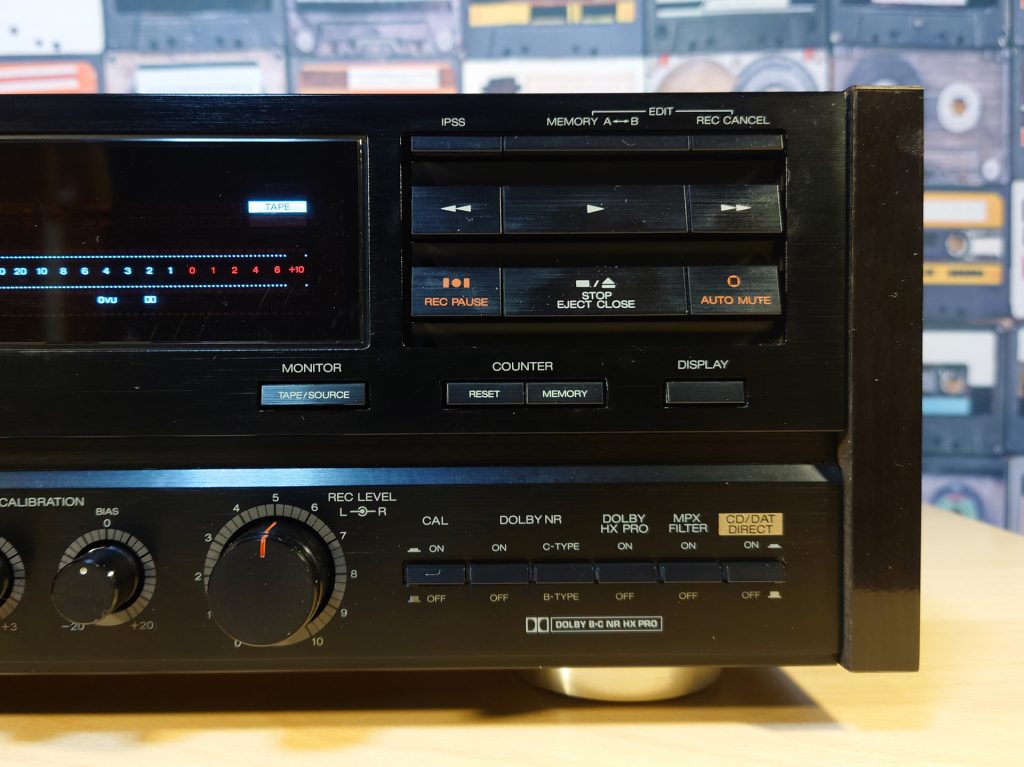 EDIT
IPSS
MEMORY A↔B
REC CANCEL
TAPE
0 20 10 8 6 4 3 2 1 0 1 2 4 6 +10
0VU
REC PAUSE
STOP
EJECT CLOSE
AUTO MUTE
MONITOR
TAPE/SOURCE
COUNTER
RESET
MEMORY
DISPLAY
CALIBRATION
BIAS
0
-20
+20
+3
REC LEVEL
L R
0 1 2 3 4 5 6 7 8 9 10
CAL
DOLBY NR
DOLBY
HX PRO
MPX
FILTER
CD/DAT
DIRECT
ON ON C-TYPE ON ON ON
OFF OFF B-TYPE OFF OFF OFF
DOLBY B·C NR HX PRO